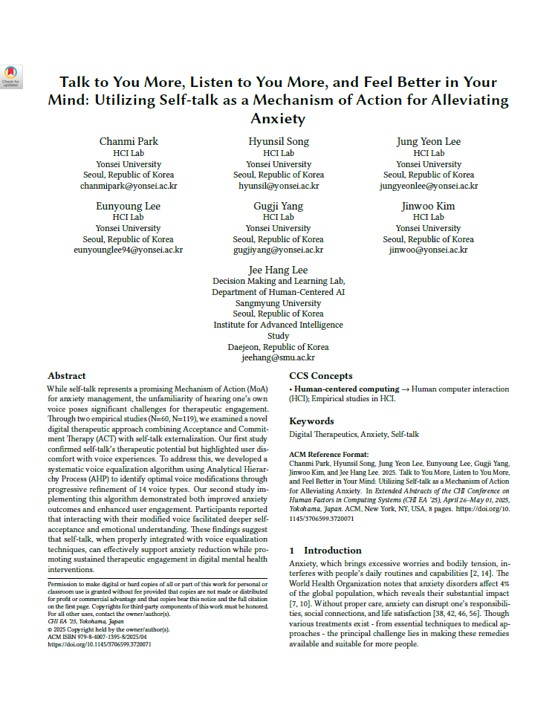 Check for
updates
Talk to You More, Listen to You More, and Feel Better in Your
Mind: Utilizing Self-talk as a Mechanism of Action for Alleviating
Anxiety
Chanmi Park
HCI Lab
Yonsei University
Seoul, Republic of Korea
chanmipark@yonsei.ac.kr
Hyunsil Song
HCI Lab
Yonsei University
Seoul, Republic of Korea
hyunsil@yonsei.ac.kr
Jung Yeon Lee
HCI Lab
Yonsei University
Seoul, Republic of Korea
jungyeonlee@yonsei.ac.kr
Eunyoung Lee
HCI Lab
Yonsei University
Seoul, Republic of Korea
eunyounglee94@yonsei.ac.kr
Gugji Yang
HCI Lab
Yonsei University
Seoul, Republic of Korea
gugjiyang@yonsei.ac.kr
Jinwoo Kim
HCI Lab
Yonsei University
Seoul, Republic of Korea
jinwoo@yonsei.ac.kr
Jee Hang Lee
Decision Making and Learning Lab,
Department of Human-Centered AI
Sangmyung University
Seoul, Republic of Korea
Institute for Advanced Intelligence
Study
Daejeon, Republic of Korea
jeehang@smu.ac.kr
Abstract
While self-talk represents a promising Mechanism of Action (MoA)
for anxiety management, the unfamiliarity of hearing one's own
voice poses significant challenges for therapeutic engagement.
Through two empirical studies (N=60, N=119), we examined a novel
digital therapeutic approach combining Acceptance and Commit-
ment Therapy (ACT) with self-talk externalization. Our first study
confirmed self-talk's therapeutic potential but highlighted user dis-
comfort with voice experiences. To address this, we developed a
systematic voice equalization algorithm using Analytical Hierar-
chy Process (AHP) to identify optimal voice modifications through
progressive refinement of 14 voice types. Our second study im-
plementing this algorithm demonstrated both improved anxiety
outcomes and enhanced user engagement. Participants reported
that interacting with their modified voice facilitated deeper self-
acceptance and emotional understanding. These findings suggest
that self-talk, when properly integrated with voice equalization
techniques, can effectively support anxiety reduction while pro-
moting sustained therapeutic engagement in digital mental health
interventions.
Permission to make digital or hard copies of all or part of this work for personal or
classroom use is granted without fee provided that copies are not made or distributed
for profit or commercial advantage and that copies bear this notice and the full citation
on the first page. Copyrights for third-party components of this work must be honored.
For all other uses, contact the owner/author(s).
CHI EA '25, Yokohama, Japan
© 2025 Copyright held by the owner/author(s).
ACM ISBN 979-8-4007-1395-8/2025/04
https://doi.org/10.1145/3706599.3720071
CCS Concepts
• Human-centered computing → Human computer interaction
(HCI); Empirical studies in HCI.
Keywords
Digital Therapeutics, Anxiety, Self-talk
ACM Reference Format:
Chanmi Park, Hyunsil Song, Jung Yeon Lee, Eunyoung Lee, Gugji Yang,
Jinwoo Kim, and Jee Hang Lee. 2025. Talk to You More, Listen to You More,
and Feel Better in Your Mind: Utilizing Self-talk as a Mechanism of Action
for Alleviating Anxiety. In Extended Abstracts of the CHI Conference on
Human Factors in Computing Systems (CHI EA '25), April 26–May 01, 2025,
Yokohama, Japan. ACM, New York, NY, USA, 8 pages. https://doi.org/10.
1145/3706599.3720071
1 Introduction
Anxiety, which brings excessive worries and bodily tension, in-
terferes with people's daily routines and capabilities [2, 14]. The
World Health Organization notes that anxiety disorders affect 4%
of the global population, which reveals their substantial impact
[7, 10]. Without proper care, anxiety can disrupt one's responsibili-
ties, social connections, and life satisfaction [38, 42, 46, 56]. Though
various treatments exist - from essential techniques to medical ap-
proaches - the principal challenge lies in making these remedies
available and suitable for more people.